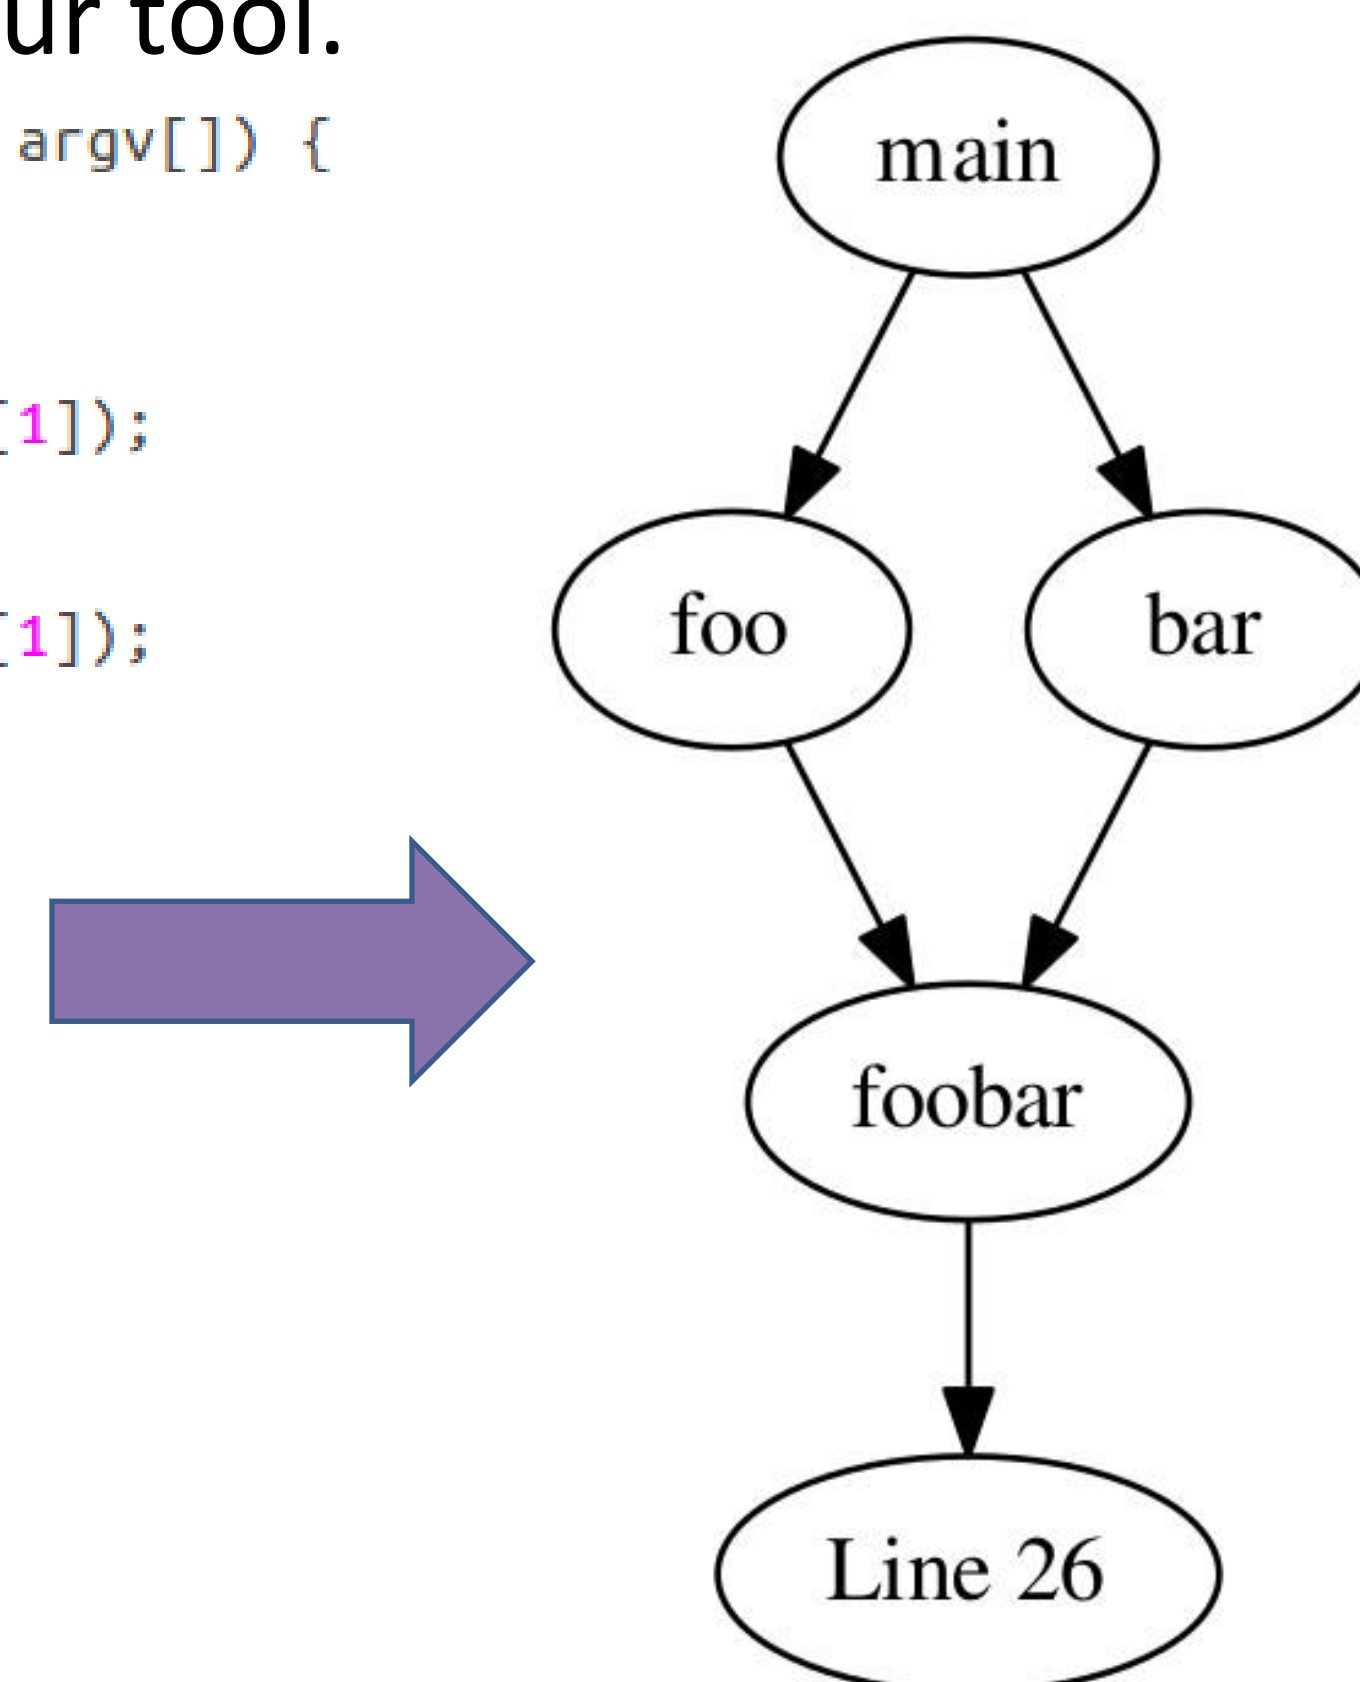 ur tool.
argv[]) {
[1]);
[1]);
main
foo
bar
foobar
Line 26